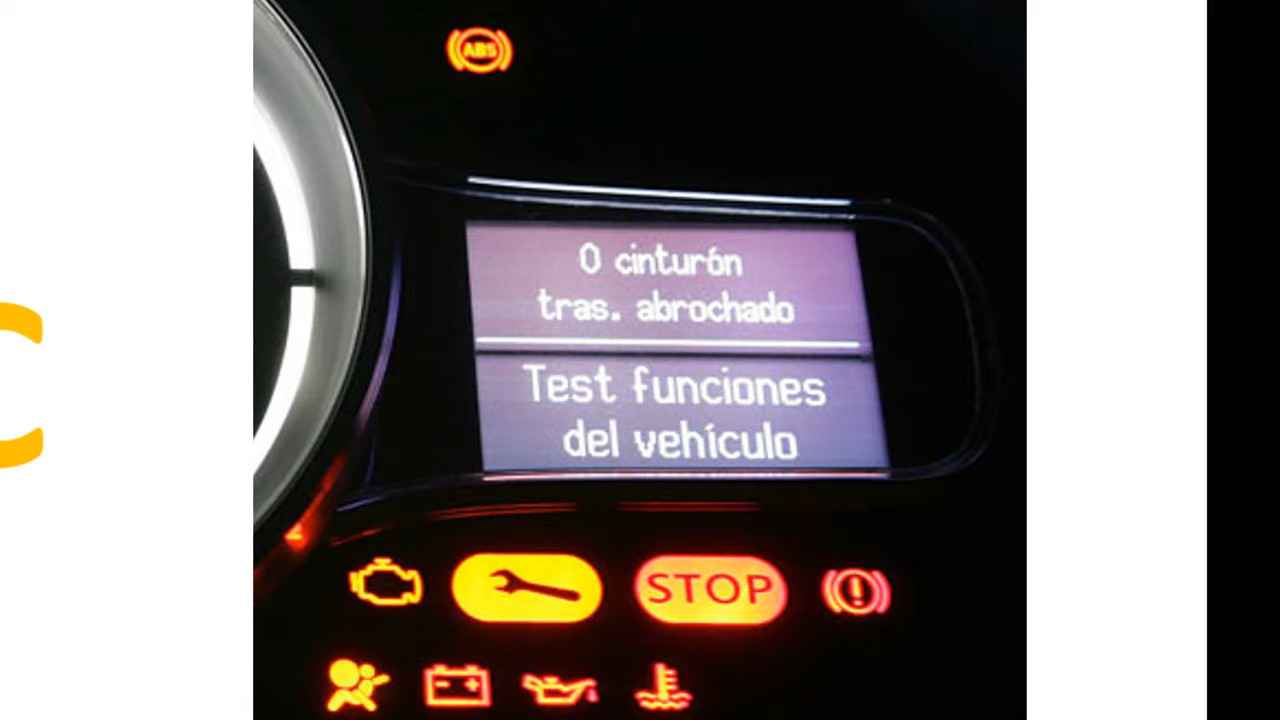 ABS
0 cinturón
tras. abrochado
Test funciones
del vehículo
STOP